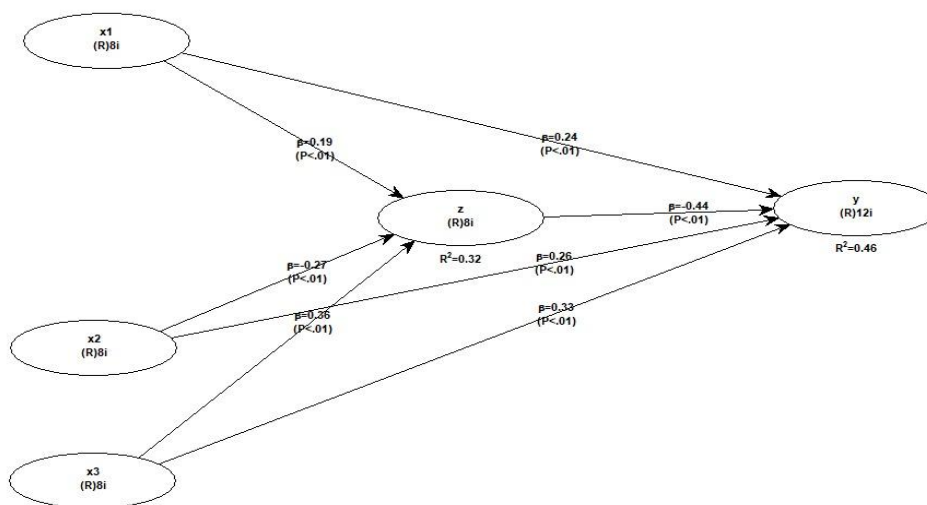 x1
(R)8i
β=0.19
(P<.01)
β=0.24
(P<.01)
z
(R)8i
R²=0.32
β=-0.44
(P<.01)
y
(R)12i
R²=0.46
β=-0.27
(P<.01)
β=0.26
(P<.01)
β=0.36
(P<.01)
β=0.33
(P<.01)
x2
(R)8i
x3
(R)8i